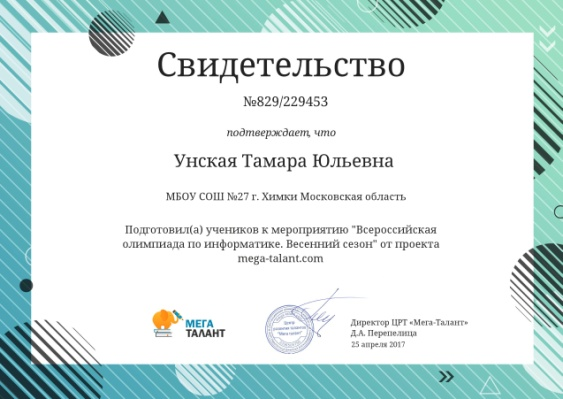 Свидетельство
№829/229453
подтверждает, что
Унская Тамара Юльевна
МБОУ СОШ №27 г. Химки Московская область
Подготовил(а) учеников к мероприятию "Всероссийская
олимпиада по информатике. Весенний сезон" от проекта
mega-talant.com
МЕГА
ТАЛАНТ
Директор ЦРТ «Мега-Талант»
Д.А. Перепелица
25 апреля 2017